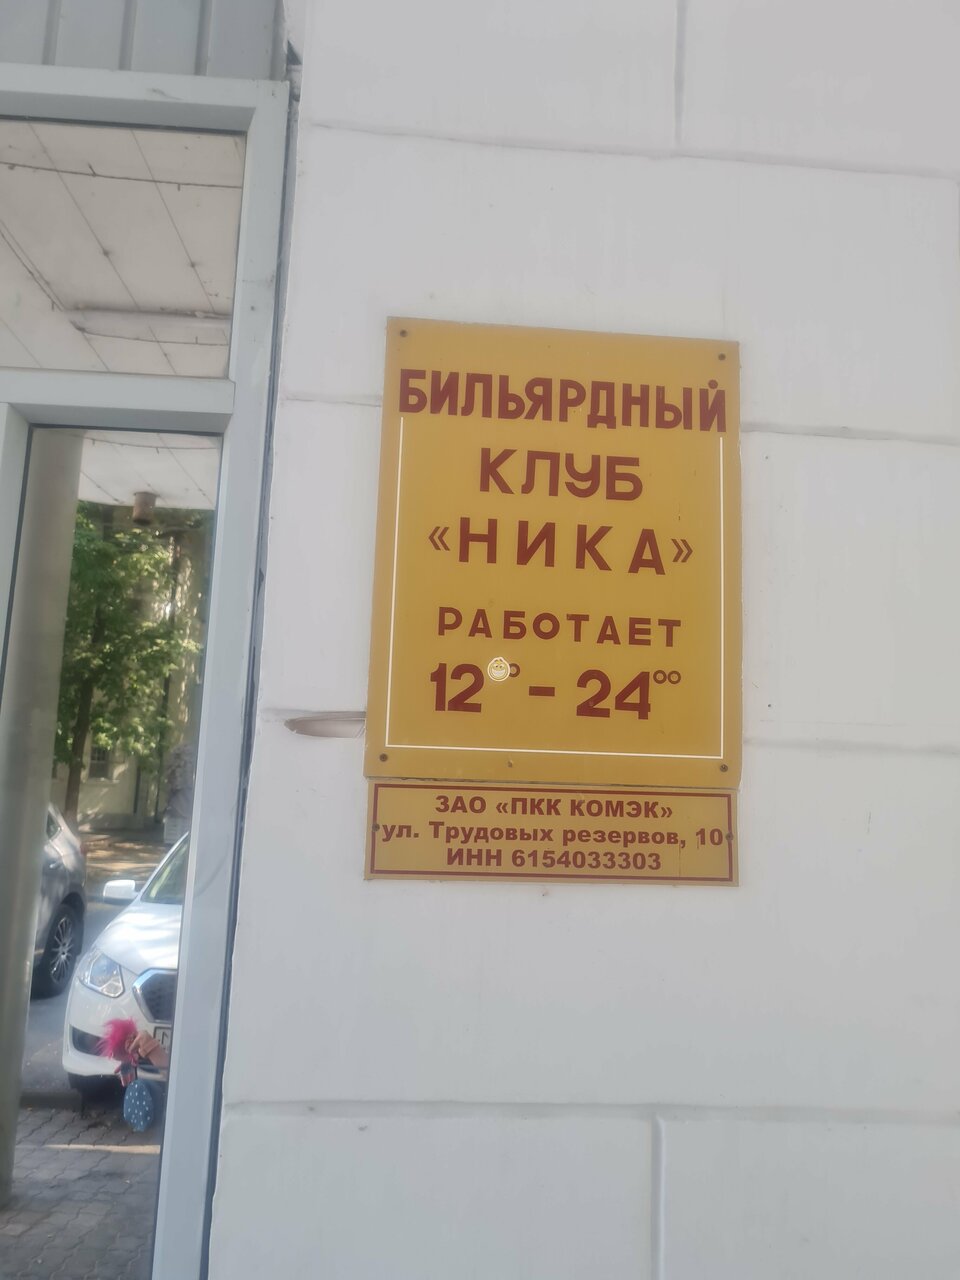 БИЛЬЯРДНЫЙ
КЛУБ
«НИКА»
РАБОТАЕТ
12⁰⁰ - 24⁰⁰
ЗАО «ПКК КОМЭК»
ул. Трудовых резервов, 10
ИНН 6154033303